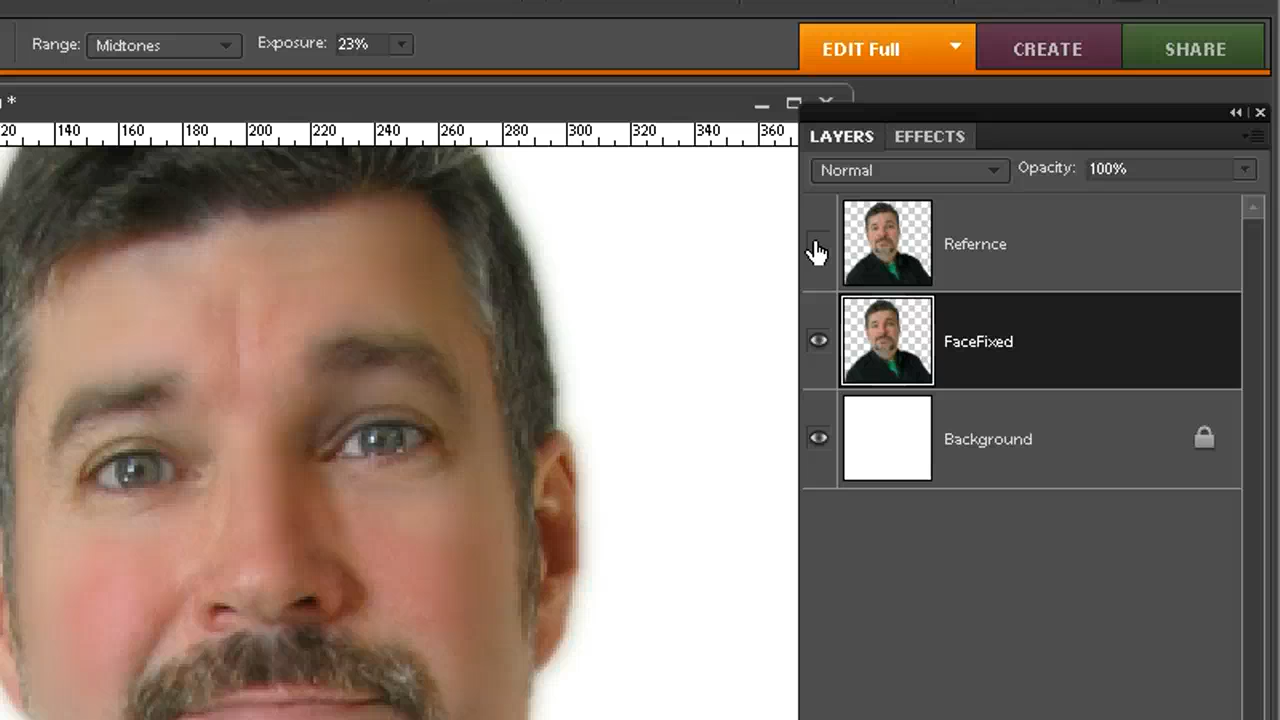 Range: Midtones Exposure: 23% EDIT Full CREATE SHARE
*
20 140 160 180 200 220 240 260 280 300 320 340 360
LAYERS EFFECTS
Normal Opacity: 100%
Refernce
FaceFixed
Background